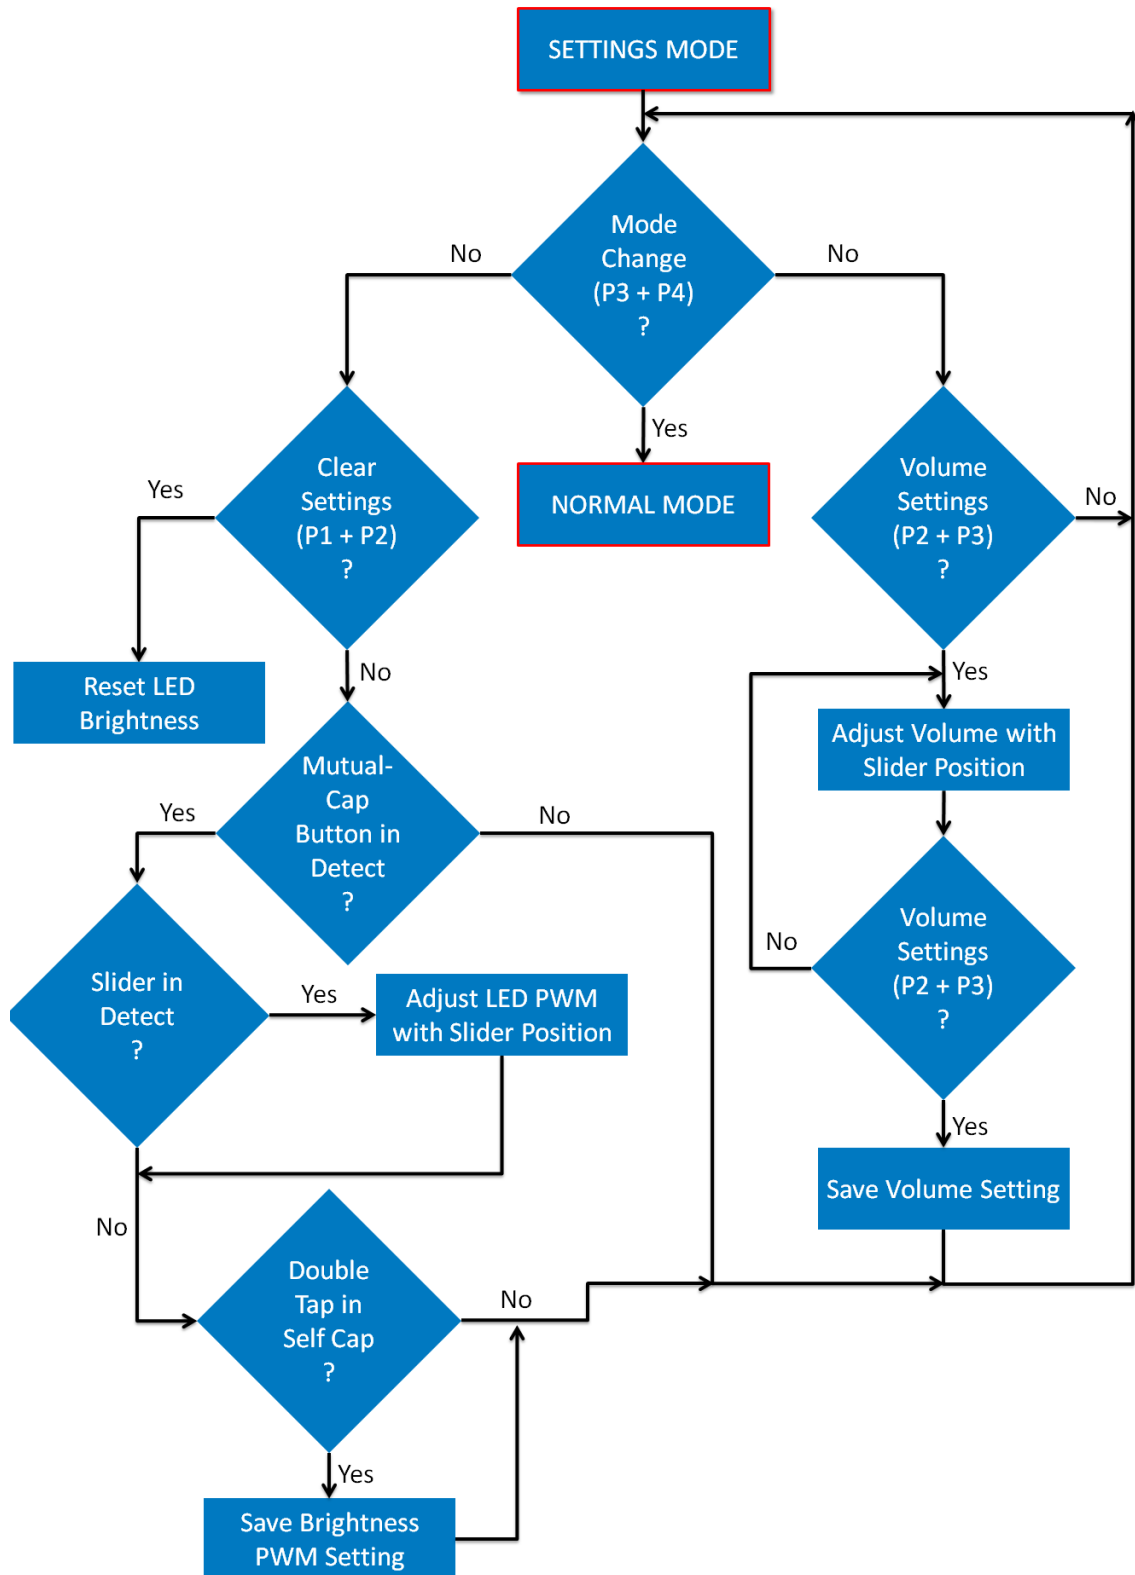 SETTINGS MODE
Mode
Change
(P3 + P4)
?
No
No
Yes
NORMAL MODE
Clear
Settings
(P1 + P2)
?
Yes
No
Volume
Settings
(P2 + P3)
?
No
Yes
Reset LED
Brightness
Adjust Volume with
Slider Position
Mutual-
Cap
Button in
Detect
?
Yes
No
Volume
Settings
(P2 + P3)
?
No
Yes
Slider in
Detect
?
Yes
Adjust LED PWM
with Slider Position
No
Save Volume Setting
Double
Tap in
Self Cap
?
No
Yes
Save Brightness
PWM Setting